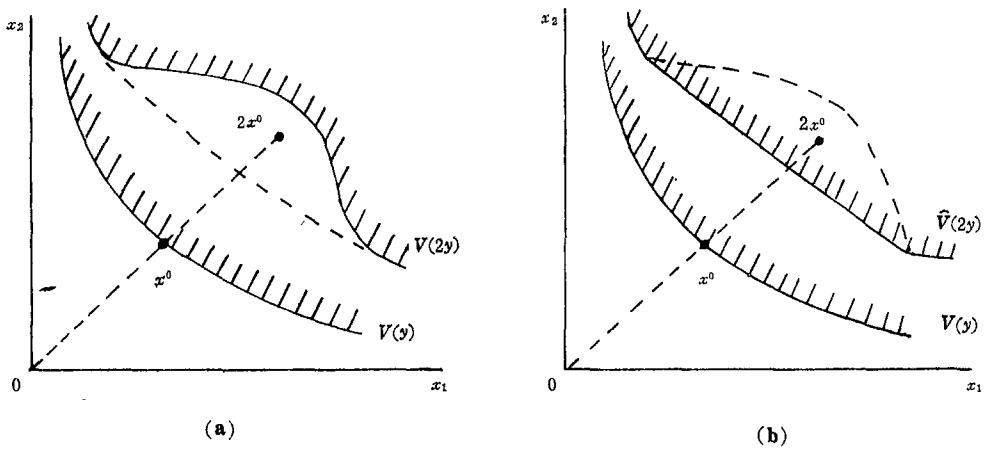 x₂
2x⁰
V(2y)
x⁰
V(y)
0
x₁
(a)
x₂
2x⁰
V̂(2y)
x⁰
V(y)
0
x₁
(b)